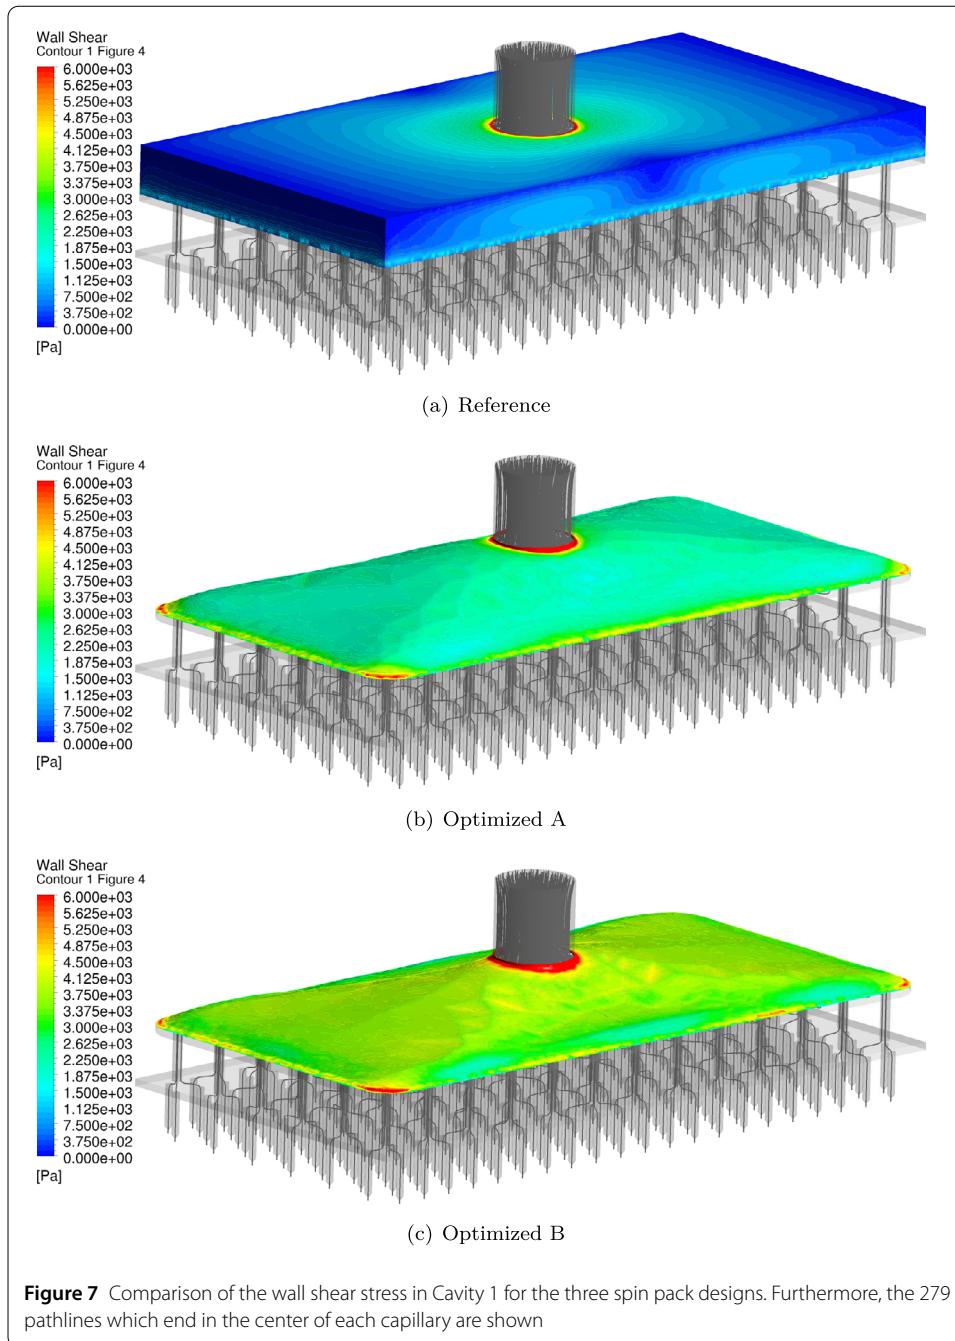 Wall Shear
Contour 1 Figure 4
6.000e+03
5.625e+03
5.250e+03
4.875e+03
4.500e+03
4.125e+03
3.750e+03
3.375e+03
3.000e+03
2.625e+03
2.250e+03
1.875e+03
1.500e+03
1.125e+03
7.500e+02
3.750e+02
0.000e+00
[Pa]
(a) Reference
Wall Shear
Contour 1 Figure 4
6.000e+03
5.625e+03
5.250e+03
4.875e+03
4.500e+03
4.125e+03
3.750e+03
3.375e+03
3.000e+03
2.625e+03
2.250e+03
1.875e+03
1.500e+03
1.125e+03
7.500e+02
3.750e+02
0.000e+00
[Pa]
(b) Optimized A
Wall Shear
Contour 1 Figure 4
6.000e+03
5.625e+03
5.250e+03
4.875e+03
4.500e+03
4.125e+03
3.750e+03
3.375e+03
3.000e+03
2.625e+03
2.250e+03
1.875e+03
1.500e+03
1.125e+03
7.500e+02
3.750e+02
0.000e+00
[Pa]
(c) Optimized B
Figure 7 Comparison of the wall shear stress in Cavity 1 for the three spin pack designs. Furthermore, the 279
pathlines which end in the center of each capillary are shown